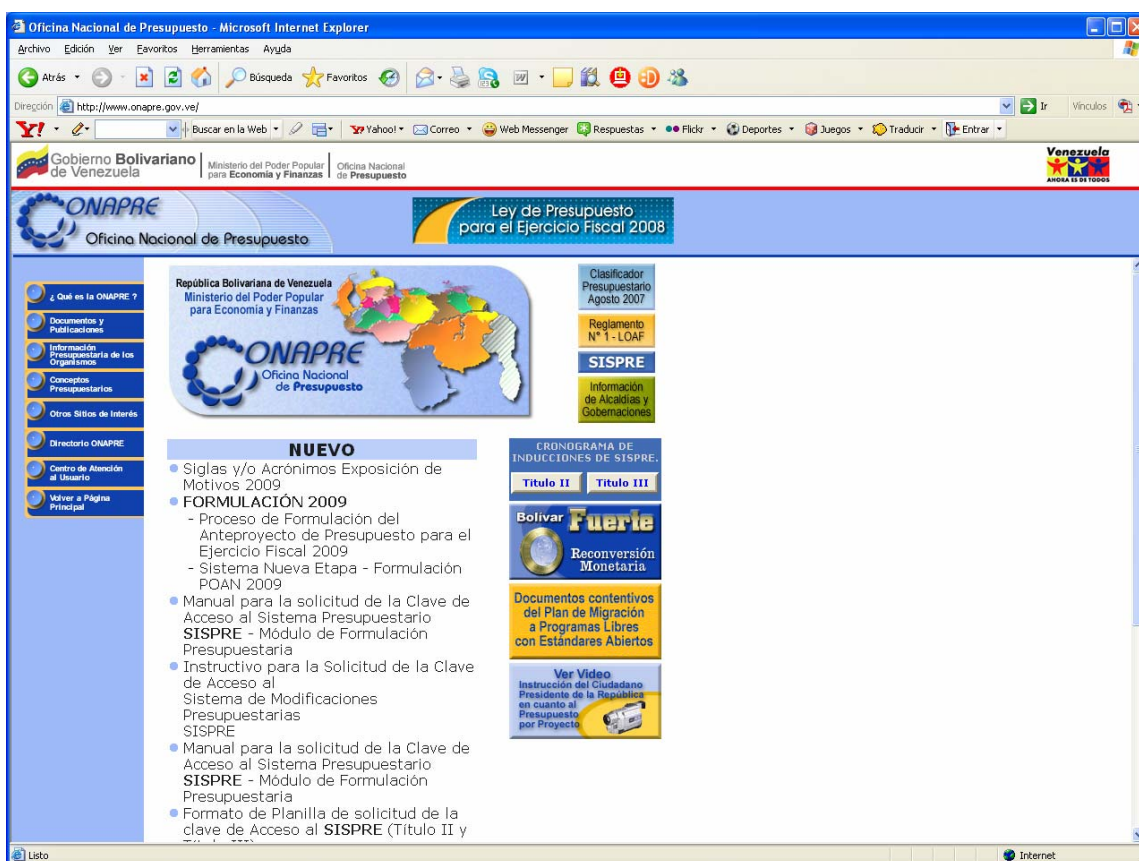 Oficina Nacional de Presupuesto - Microsoft Internet Explorer
Archivo Edición Ver Favoritos Herramientas Ayuda
Atrás Búsqueda Favoritos
Dirección http://www.onapre.gov.ve/ Ir Vínculos
Y! Buscar en la Web Yahoo! Correo Web Messenger Respuestas Flickr Deportes Juegos Traducir Entrar
Gobierno Bolivariano
de Venezuela
Ministerio del Poder Popular
para Economía y Finanzas
Oficina Nacional
de Presupuesto
Venezuela
AHORA ES DE TODOS
ONAPRE
Oficina Nacional de Presupuesto
Ley de Presupuesto
para el Ejercicio Fiscal 2008
¿ Qué es la ONAPRE ?
Documentos y
Publicaciones
Información
Presupuestaria de los
Organismos
Conceptos
Presupuestarios
Otros Sitios de Interés
Directorio ONAPRE
Centro de Atención
al Usuario
Volver a Página
Principal
República Bolivariana de Venezuela
Ministerio del Poder Popular
para Economía y Finanzas
ONAPRE
Oficina Nacional
de Presupuesto
Clasificador
Presupuestario
Agosto 2007
Reglamento
N° 1 - LOAF
SISPRE
Información
de Alcaldías y
Gobernaciones
NUEVO
Siglas y/o Acrónimos Exposición de
Motivos 2009
FORMULACIÓN 2009
- Proceso de Formulación del
Anteproyecto de Presupuesto para el
Ejercicio Fiscal 2009
- Sistema Nueva Etapa - Formulación
POAN 2009
Manual para la solicitud de la Clave de
Acceso al Sistema Presupuestario
SISPRE - Módulo de Formulación
Presupuestaria
Instructivo para la Solicitud de la Clave
de Acceso al
Sistema de Modificaciones
Presupuestarias
SISPRE
Manual para la solicitud de la Clave de
Acceso al Sistema Presupuestario
SISPRE - Módulo de Formulación
Presupuestaria
Formato de Planilla de solicitud de la
clave de Acceso al SISPRE (Título II y
Título III)
CRONOGRAMA DE
INDUCCIONES DE SISPRE.
Título II Título III
Bolívar Fuerte
Reconversión
Monetaria
Documentos contentivos
del Plan de Migración
a Programas Libres
con Estándares Abiertos
Ver Video
Instrucción del Ciudadano
Presidente de la República
en cuanto al
Presupuesto
por Proyecto
Listo Internet